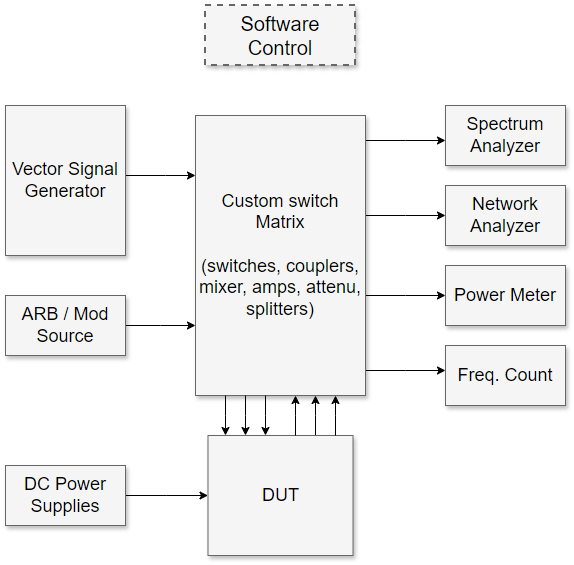 Software
Control
Vector Signal
Generator
Custom switch
Matrix
(switches, couplers,
mixer, amps, attenu,
splitters)
Spectrum
Analyzer
Network
Analyzer
ARB / Mod
Source
Power Meter
Freq. Count
DC Power
Supplies
DUT